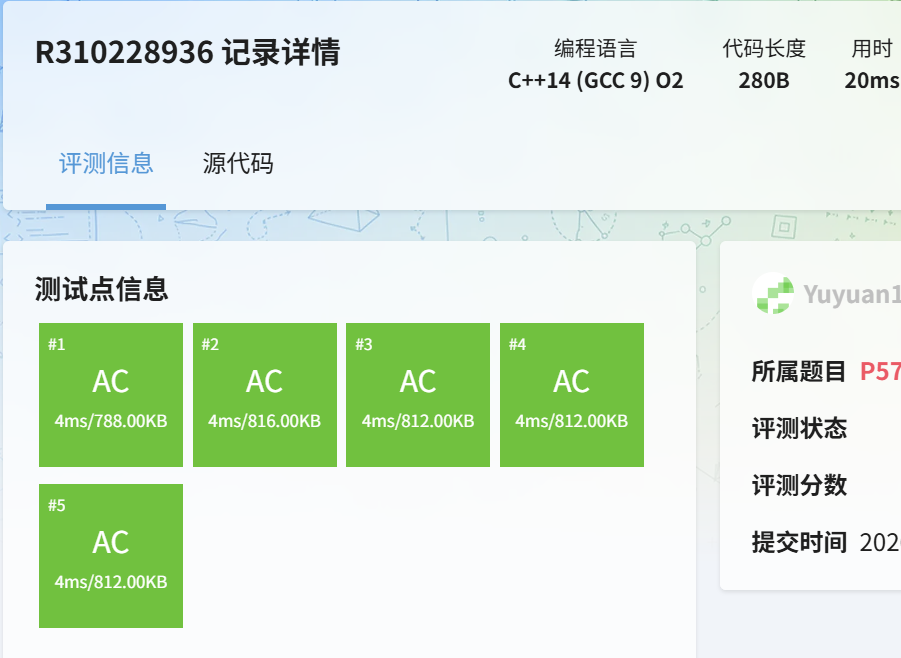 R310228936 记录详情
编程语言 代码长度 用时
C++14 (GCC 9) O2 280B 20ms
评测信息 源代码
测试点信息
#1 #2 #3 #4
AC AC AC AC
4ms/788.00KB 4ms/816.00KB 4ms/812.00KB 4ms/812.00KB
#5
AC
4ms/812.00KB
Yuyuan1
所属题目 P57
评测状态
评测分数
提交时间 202